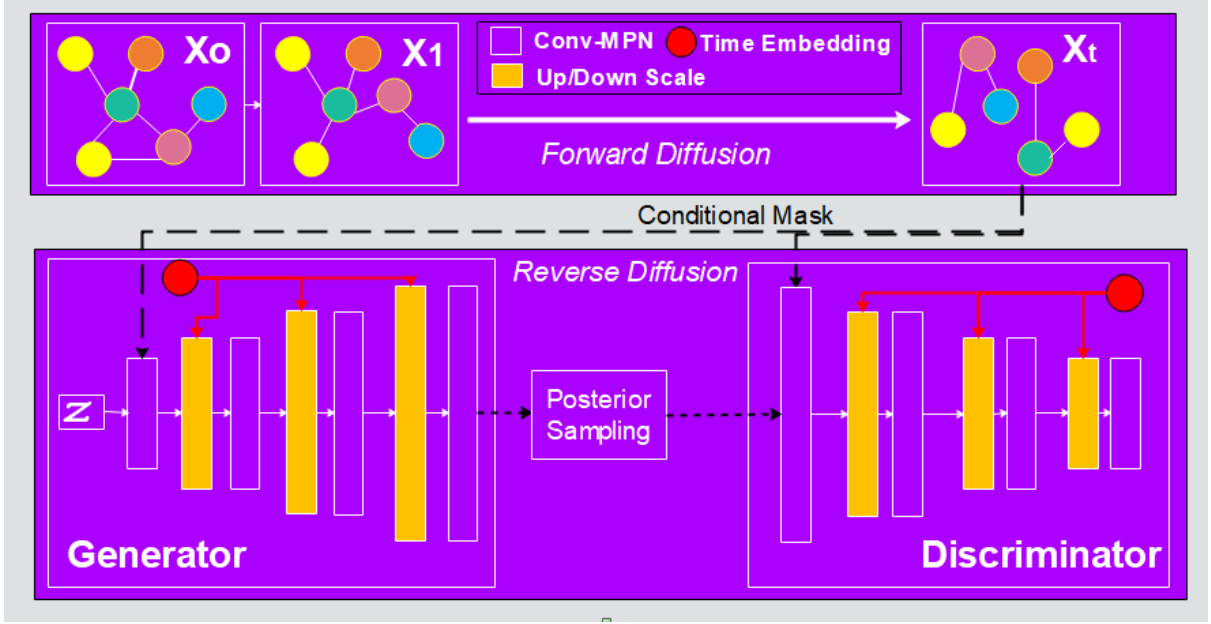 Xo
X1
Conv-MPN
Time Embedding
Up/Down Scale
Xt
Forward Diffusion
Conditional Mask
Reverse Diffusion
Z
Posterior
Sampling
Generator
Discriminator